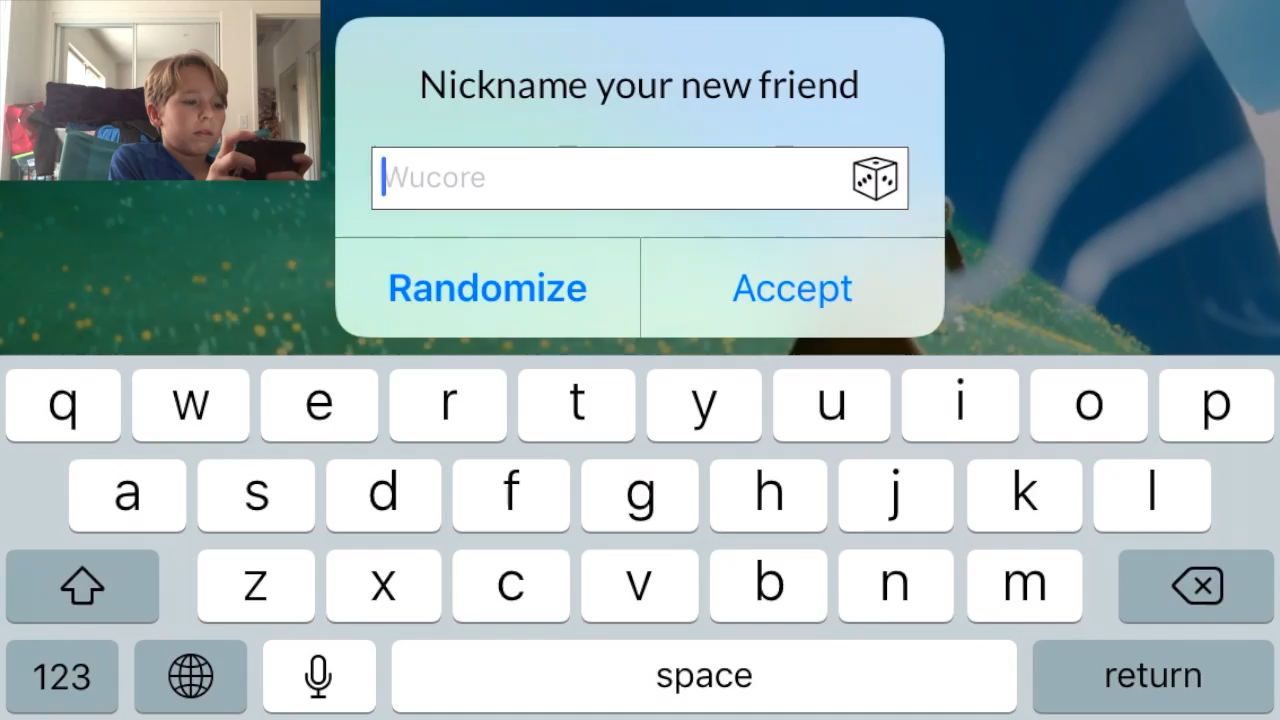 Nickname your new friend
Wucore
Randomize Accept
q w e r t y u i o p
a s d f g h j k l
z x c v b n m
123 space return